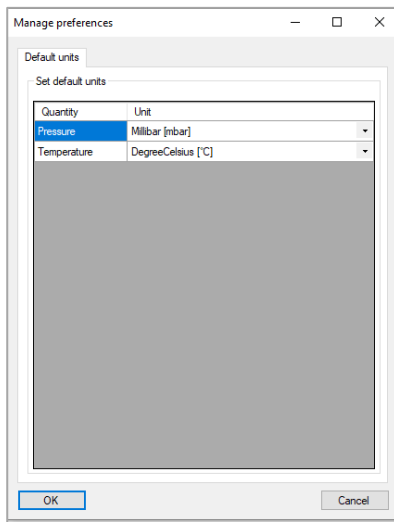 Manage preferences
Default units
Set default units
Quantity Unit
Pressure Millibar [mbar]
Temperature DegreeCelsius [°C]
OK Cancel